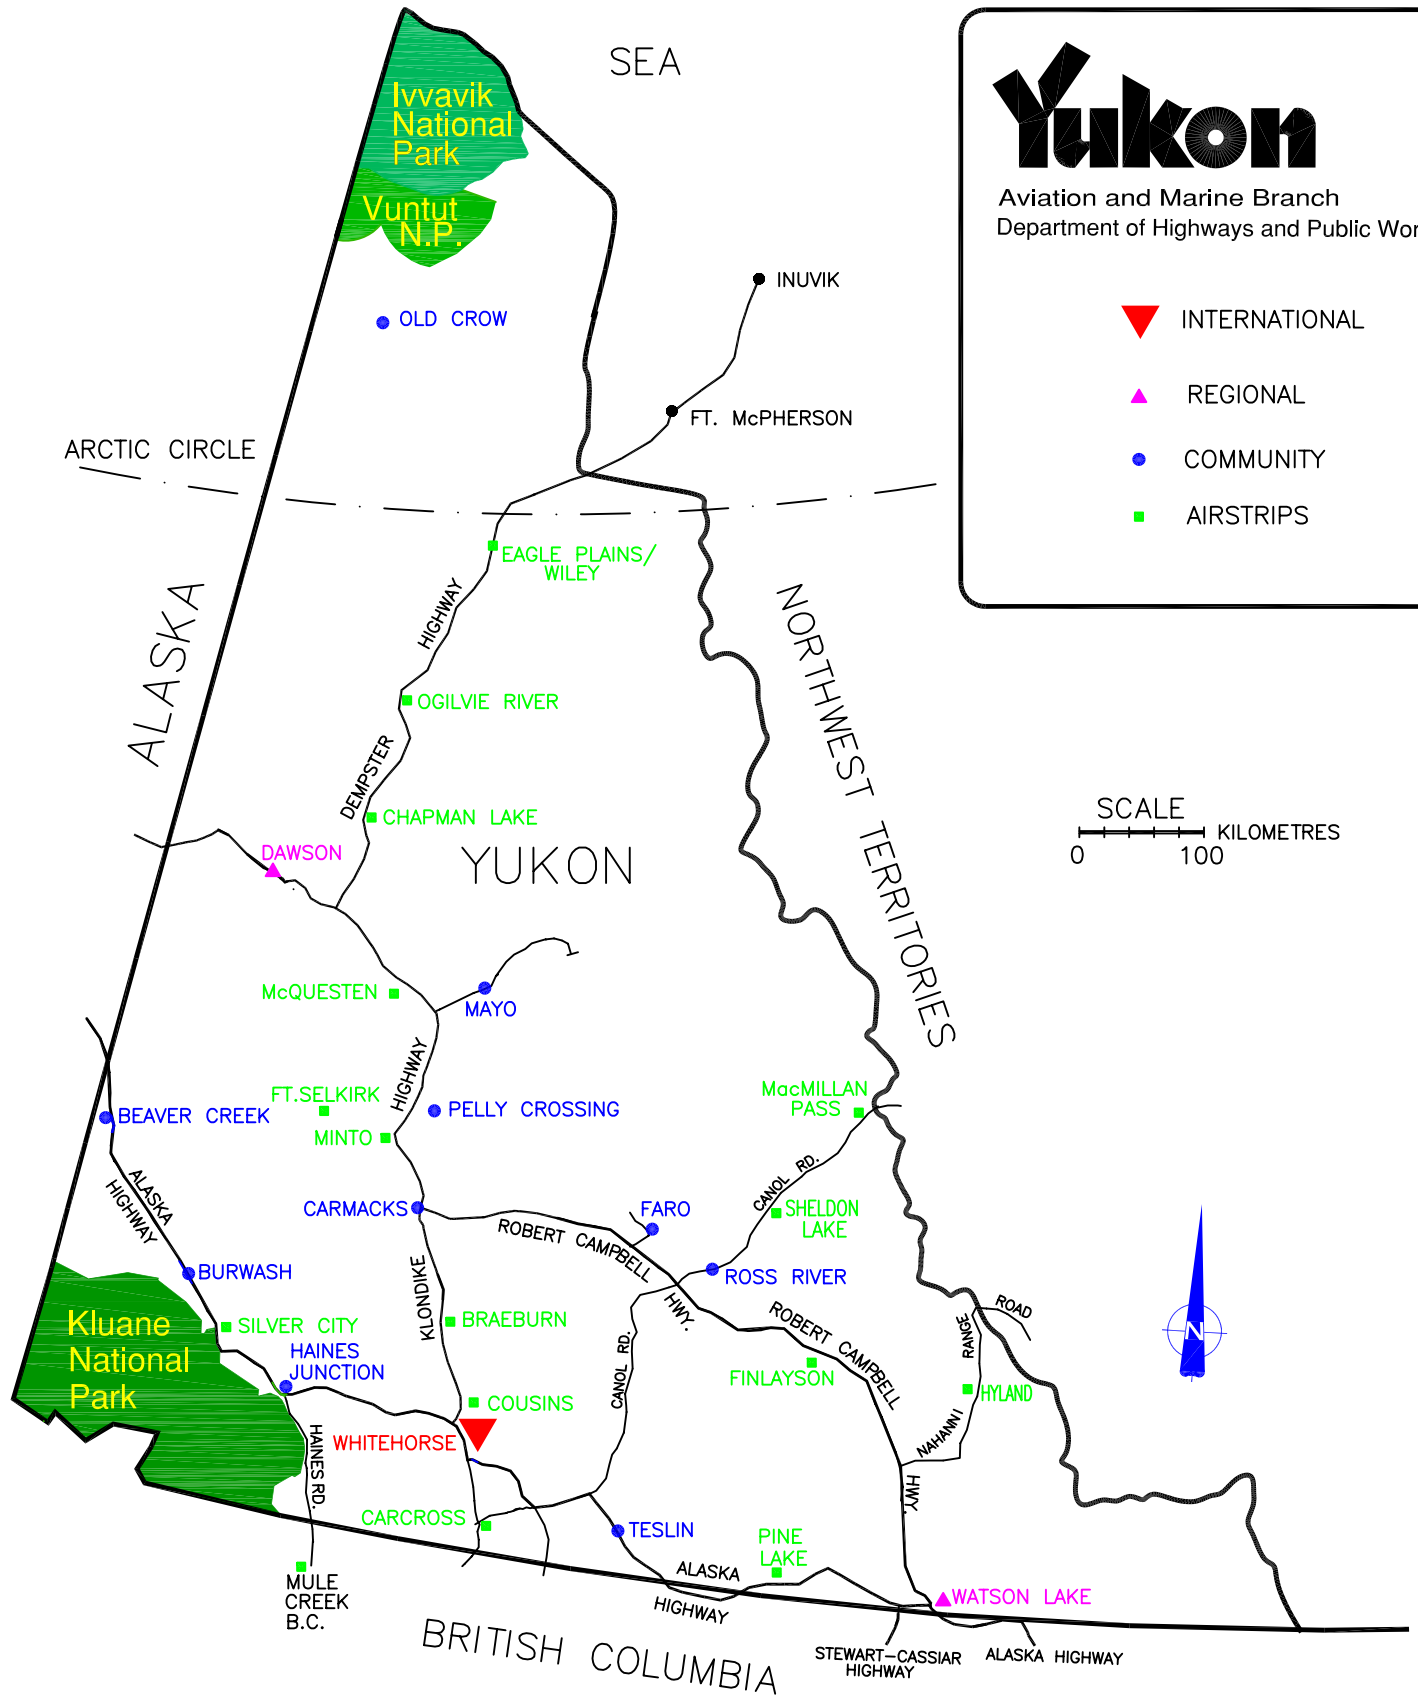 SEA
Ivvavik
National
Park
Vuntut
N.P.
Yukon
Aviation and Marine Branch
Department of Highways and Public Wor
INTERNATIONAL
REGIONAL
COMMUNITY
AIRSTRIPS
INUVIK
OLD CROW
FT. McPHERSON
ARCTIC CIRCLE
EAGLE PLAINS/
WILEY
ALASKA
NORTHWEST TERRITORIES
DEMPSTER HIGHWAY
OGILVIE RIVER
CHAPMAN LAKE
SCALE
KILOMETRES
0 100
DAWSON
YUKON
McQUESTEN
MAYO
KLONDIKE HIGHWAY
FT.SELKIRK
PELLY CROSSING
MINTO
MacMILLAN
PASS
BEAVER CREEK
ALASKA
HIGHWAY
CARMACKS
ROBERT CAMPBELL HWY.
FARO
CANOL RD.
SHELDON
LAKE
ROSS RIVER
BURWASH
SILVER CITY
BRAEBURN
Kluane
National
Park
HAINES
JUNCTION
CANOL RD.
ROBERT CAMPBELL HWY.
FINLAYSON
NAHANNI RANGE ROAD
HYLAND
N
COUSINS
WHITEHORSE
HAINES RD.
CARCROSS
TESLIN
PINE
LAKE
ALASKA
HIGHWAY
WATSON LAKE
MULE
CREEK
B.C.
BRITISH COLUMBIA
STEWART-CASSIAR
HIGHWAY
ALASKA HIGHWAY